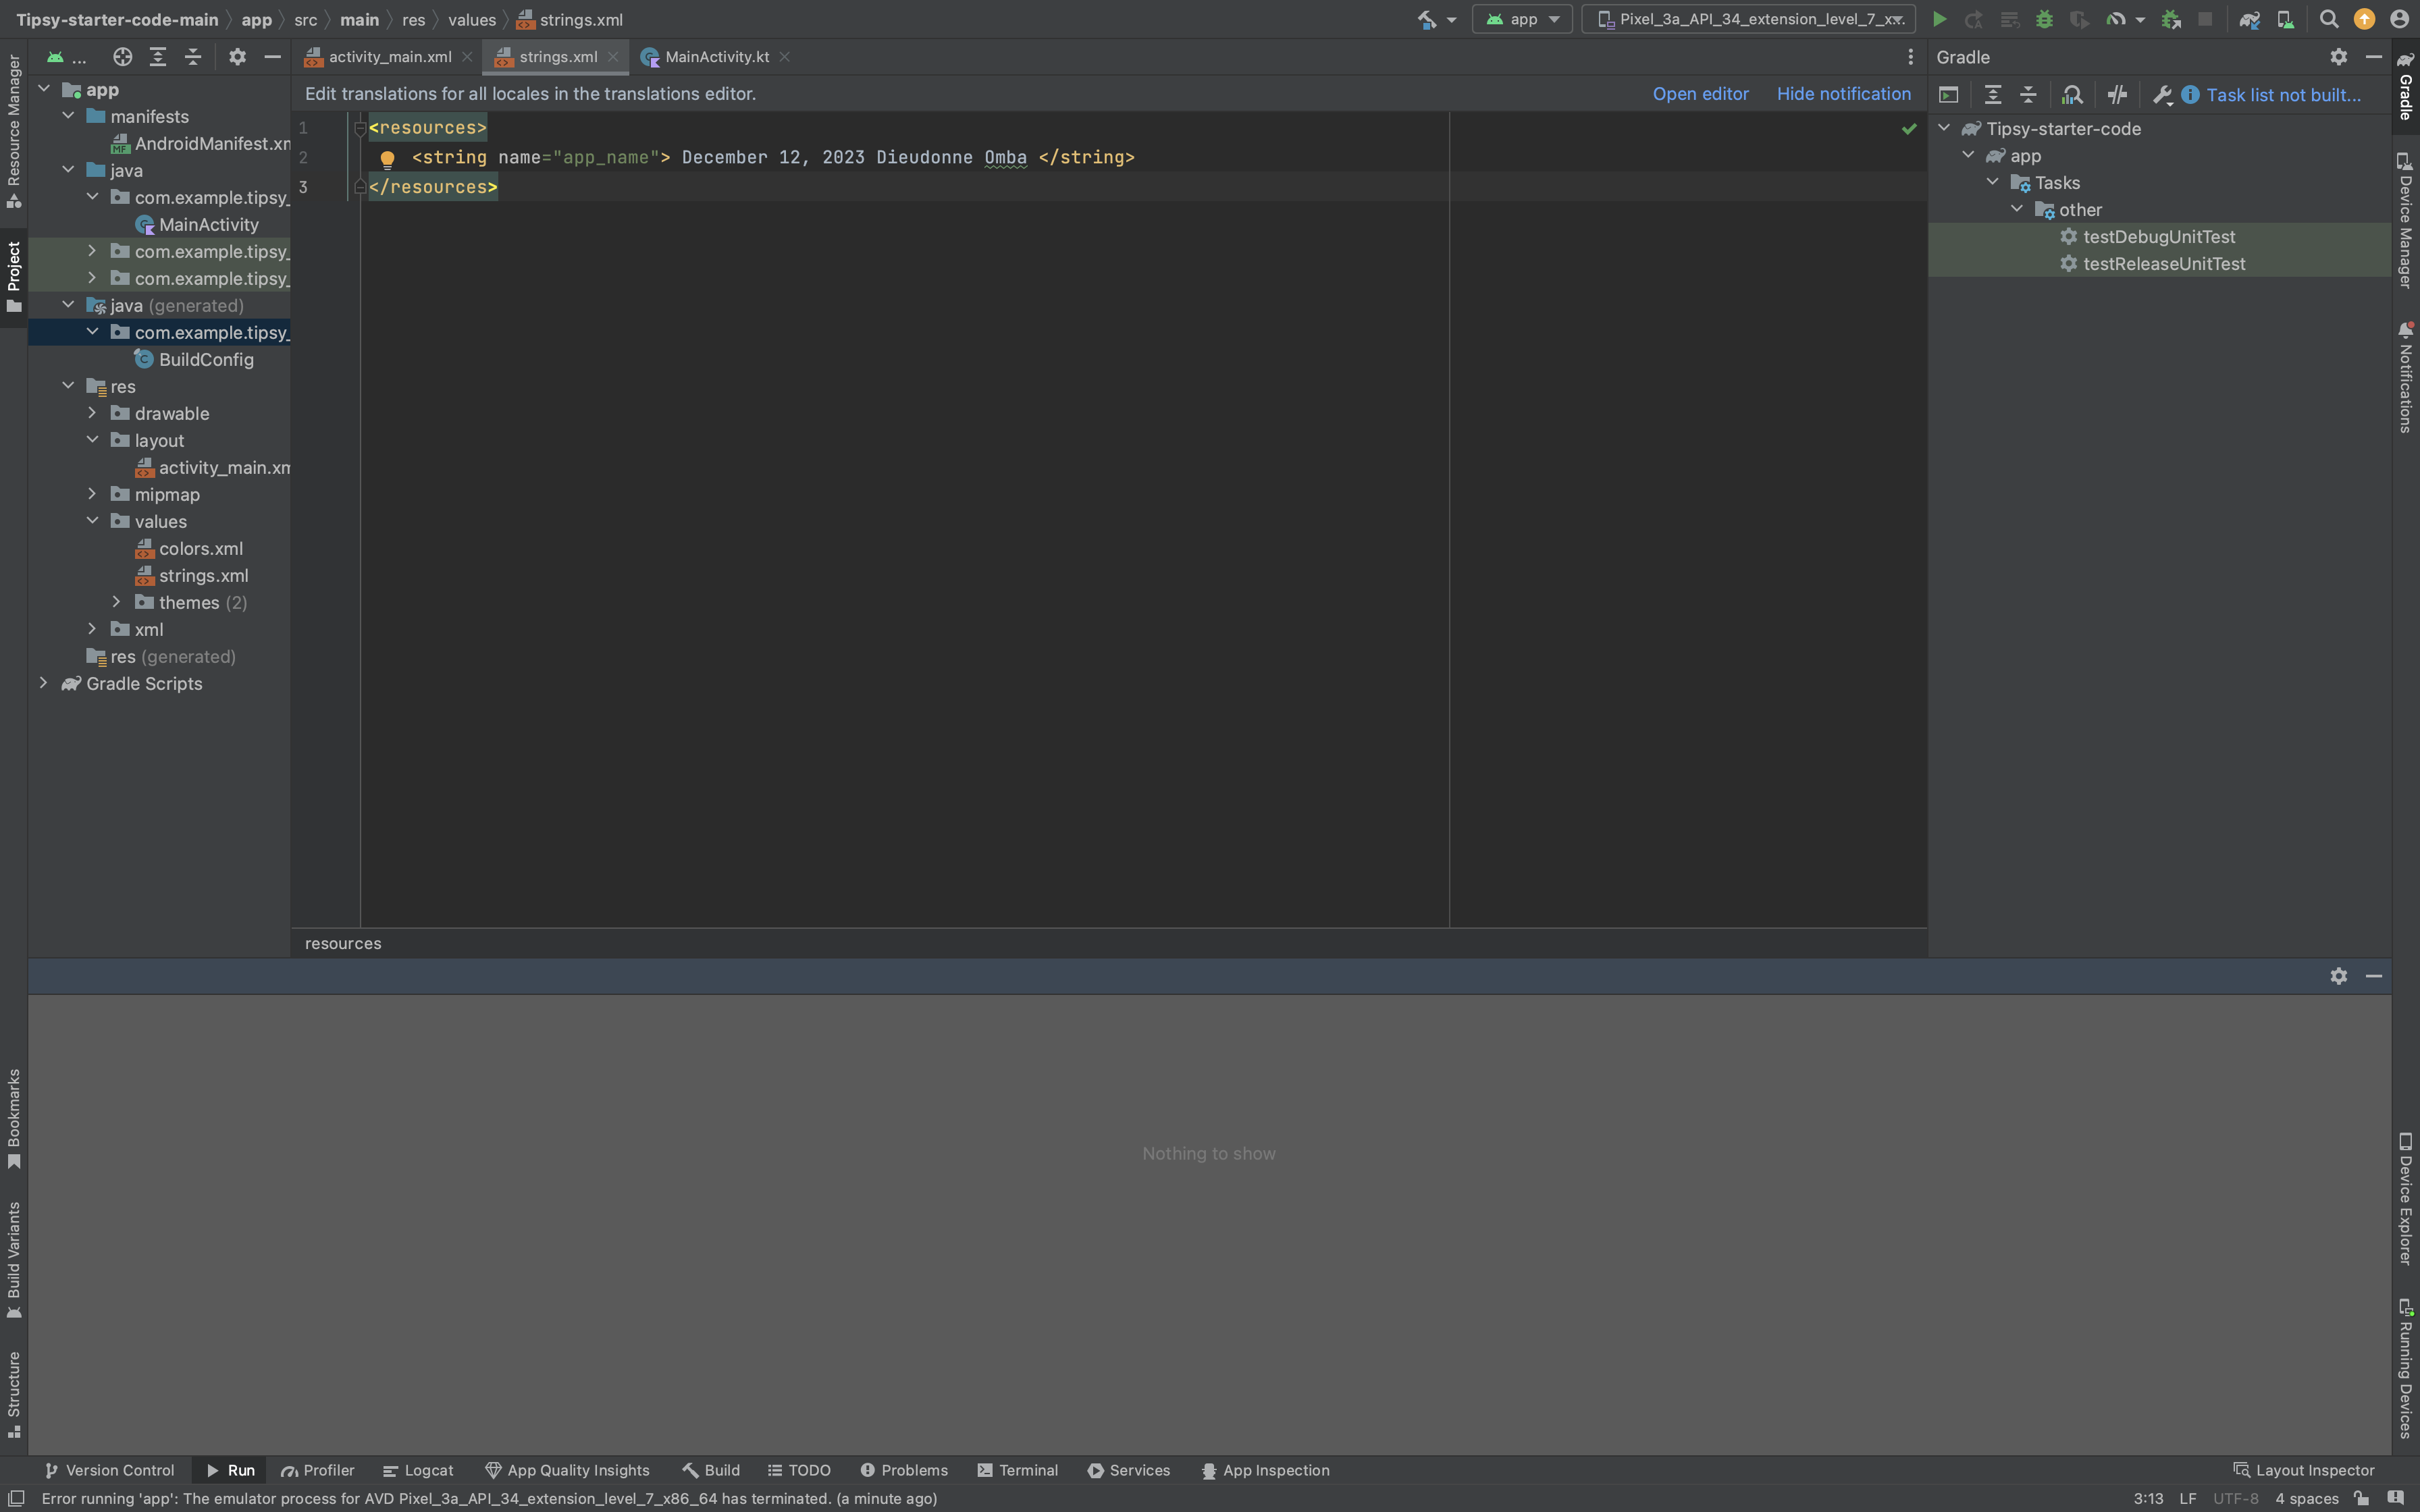 Tipsy-starter-code-main app src main res values strings.xml
app Pixel_3a_API_34_extension_level_7_x
...
activity_main.xml strings.xml MainActivity.kt
Gradle
Edit translations for all locales in the translations editor. Open editor Hide notification
Task list not built...
1 <resources>
2 <string name="app_name"> December 12, 2023 Dieudonne Omba </string>
3 </resources>
resources
app
manifests
AndroidManifest.xm
java
com.example.tipsy_
MainActivity
com.example.tipsy_
com.example.tipsy_
java (generated)
com.example.tipsy_
BuildConfig
res
drawable
layout
activity_main.xm
mipmap
values
colors.xml
strings.xml
themes (2)
xml
res (generated)
Gradle Scripts
Tipsy-starter-code
app
Tasks
other
testDebugUnitTest
testReleaseUnitTest
Resource Manager
Project
Bookmarks
Build Variants
Structure
Gradle
Device Manager
Notifications
Device Explorer
Running Devices
Nothing to show
Version Control Run Profiler Logcat App Quality Insights Build TODO Problems Terminal Services App Inspection Layout Inspector
Error running 'app': The emulator process for AVD Pixel_3a_API_34_extension_level_7_x86_64 has terminated. (a minute ago) 3:13 LF UTF-8 4 spaces